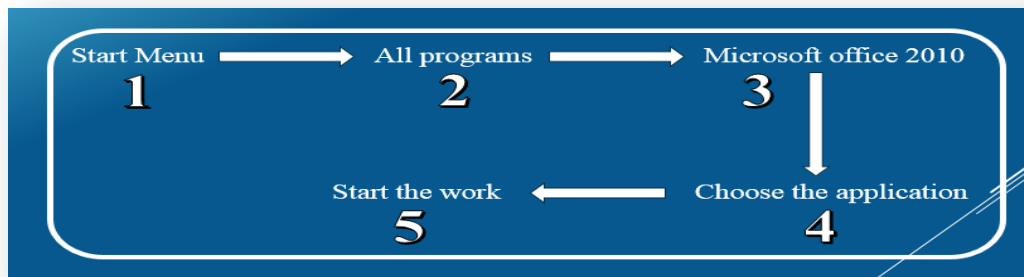 Start Menu All programs Microsoft office 2010
1 2 3
Choose the application
4
Start the work
5